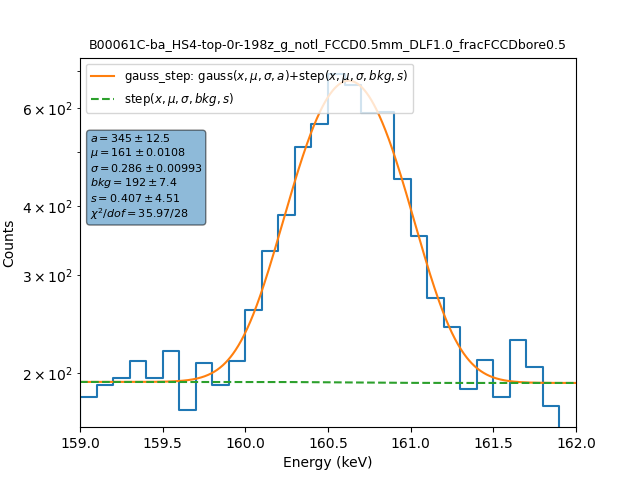 B00061C-ba_HS4-top-0r-198z_g_notl_FCCD0.5mm_DLF1.0_fracFCCDbore0.5
gauss_step: gauss(x, μ, σ, a)+step(x, μ, σ, bkg, s)
step(x, μ, σ, bkg, s)
a = 345 ± 12.5
μ = 161 ± 0.0108
σ = 0.286 ± 0.00993
bkg = 192 ± 7.4
s = 0.407 ± 4.51
χ²/dof = 35.97/28
6 × 10²
4 × 10²
3 × 10²
2 × 10²
Counts
159.0 159.5 160.0 160.5 161.0 161.5 162.0
Energy (keV)